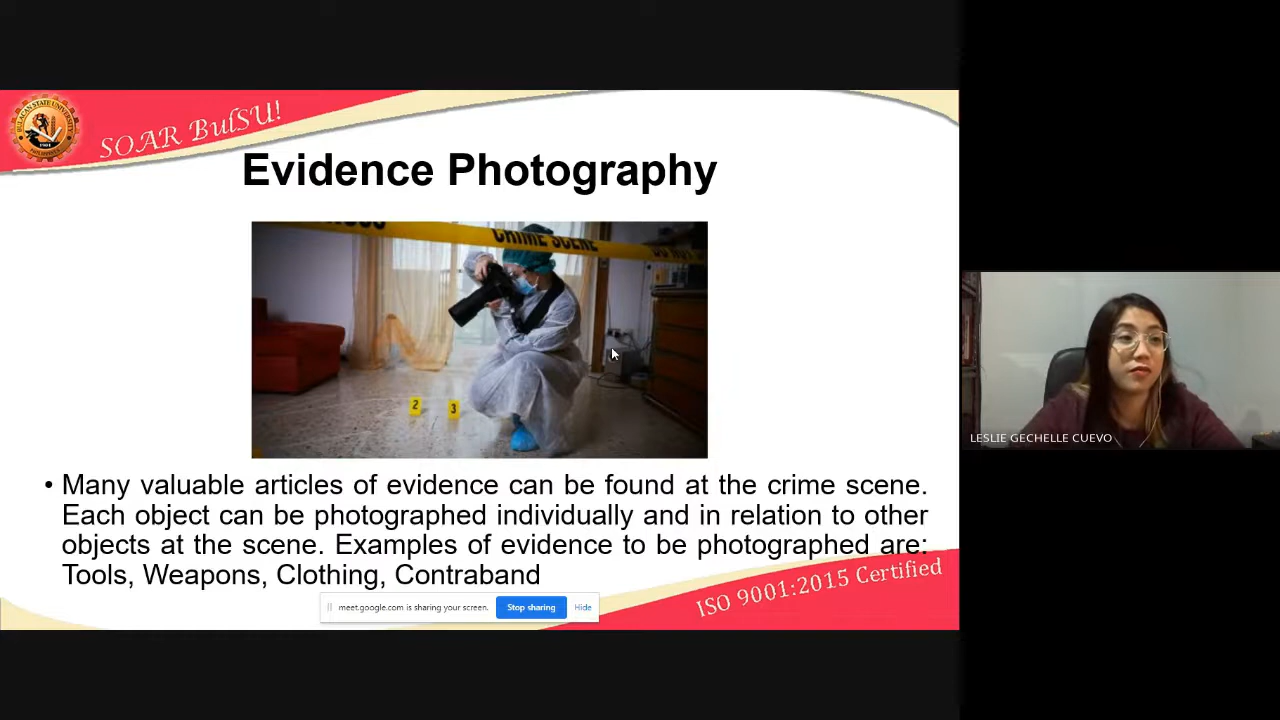 BULACAN STATE UNIVERSITY
SOAR BulSU!
Evidence Photography
CRIME SCENE
2
3
• Many valuable articles of evidence can be found at the crime scene.
Each object can be photographed individually and in relation to other
objects at the scene. Examples of evidence to be photographed are:
Tools, Weapons, Clothing, Contraband
ISO 9001:2015 Certified
meet.google.com is sharing your screen.
Stop sharing
Hide
LESLIE GECHELLE CUEVO